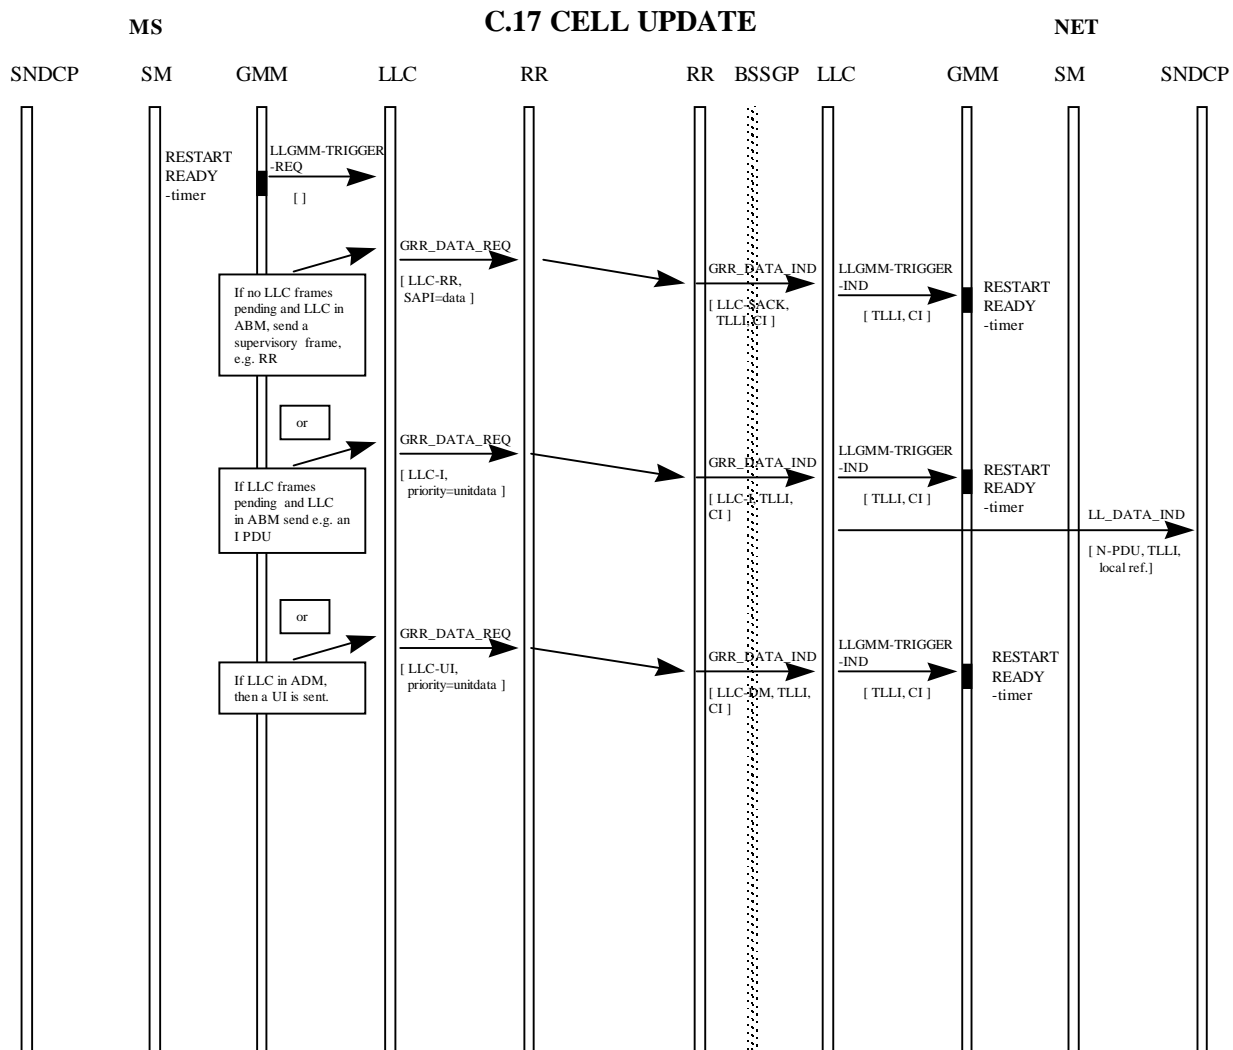 C.17 CELL UPDATE
MS
NET
SNDCP SM GMM LLC RR RR BSSGP LLC GMM SM SNDCP
RESTART
READY
-timer
LLGMM-TRIGGER
-REQ
[ ]
GRR_DATA_REQ
[ LLC-RR,
SAPI=data ]
If no LLC frames
pending and LLC in
ABM, send a
supervisory frame,
e.g. RR
GRR_DATA_IND
[ LLC-SACK,
TLLI, CI ]
LLGMM-TRIGGER
-IND
[ TLLI, CI ]
RESTART
READY
-timer
or
GRR_DATA_REQ
[ LLC-I,
priority=unitdata ]
If LLC frames
pending and LLC
in ABM send e.g. an
I PDU
GRR_DATA_IND
[ LLC-I, TLLI,
CI ]
LLGMM-TRIGGER
-IND
[ TLLI, CI ]
RESTART
READY
-timer
LL_DATA_IND
[ N-PDU, TLLI,
local ref.]
or
GRR_DATA_REQ
[ LLC-UI,
priority=unitdata ]
If LLC in ADM,
then a UI is sent.
GRR_DATA_IND
[ LLC-DM, TLLI,
CI ]
LLGMM-TRIGGER
-IND
[ TLLI, CI ]
RESTART
READY
-timer